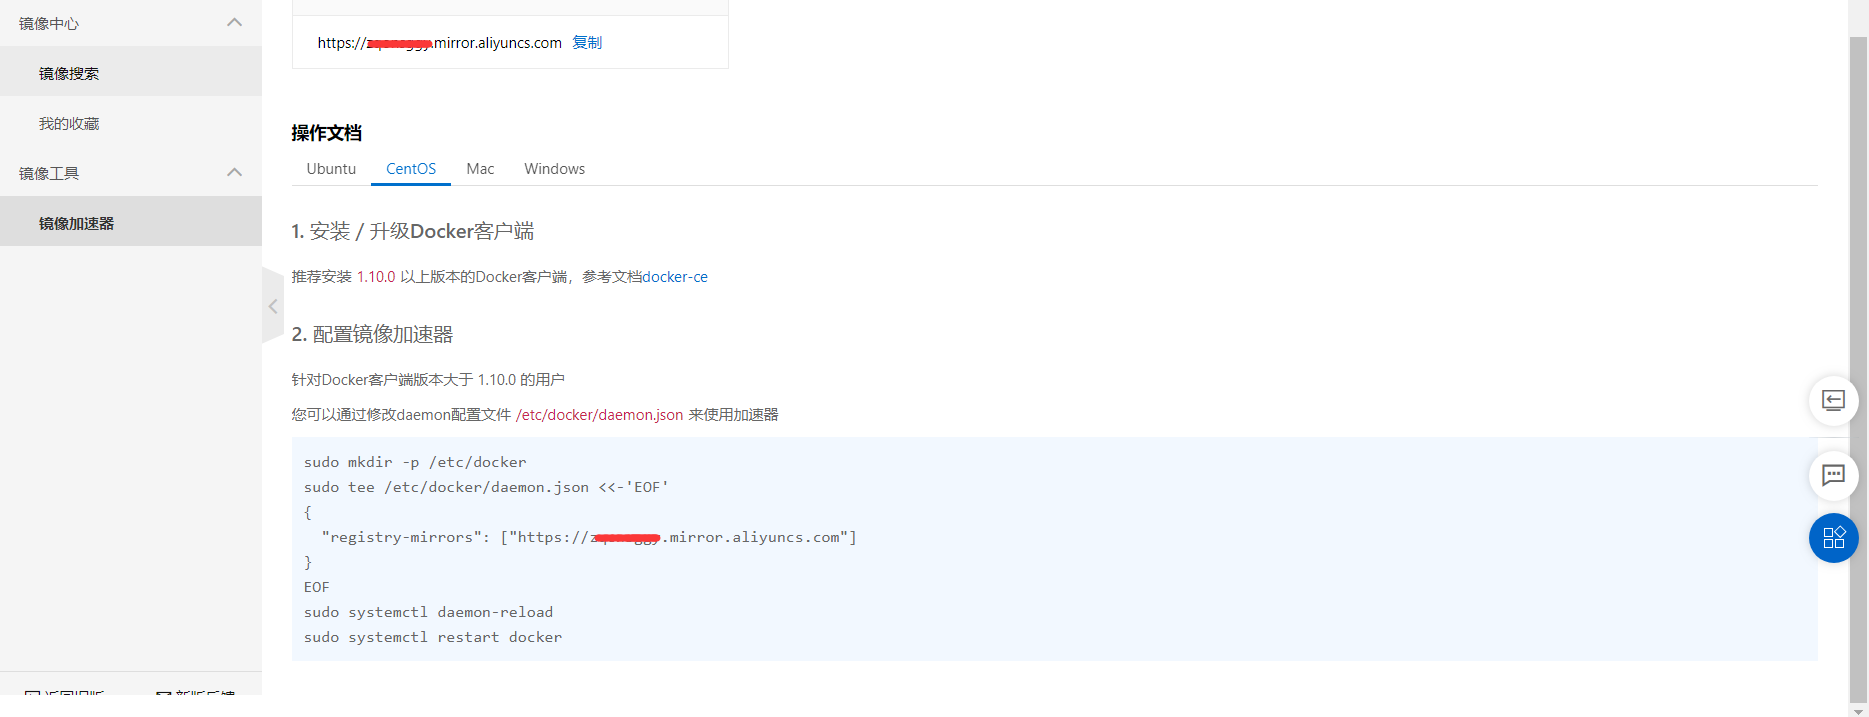 镜像中心
镜像搜索
我的收藏
镜像工具
镜像加速器
https://.mirror.aliyuncs.com 复制
操作文档
Ubuntu CentOS Mac Windows
1. 安装 / 升级Docker客户端
推荐安装 1.10.0 以上版本的Docker客户端，参考文档docker-ce
2. 配置镜像加速器
针对Docker客户端版本大于 1.10.0 的用户
您可以通过修改daemon配置文件 /etc/docker/daemon.json 来使用加速器
sudo mkdir -p /etc/docker
sudo tee /etc/docker/daemon.json <<-'EOF'
{
"registry-mirrors": ["https://.mirror.aliyuncs.com"]
}
EOF
sudo systemctl daemon-reload
sudo systemctl restart docker